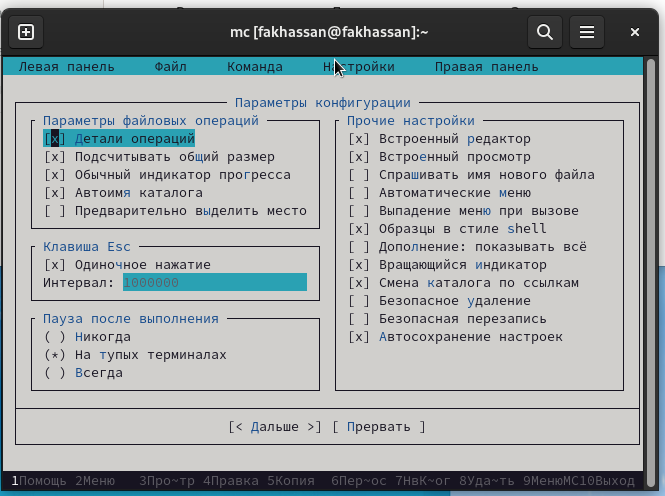 mc [fakhassan@fakhassan]:~
Левая панель Файл Команда Настройки Правая панель
Параметры конфигурации
Параметры файловых операций
[x] Детали операций
[x] Подсчитывать общий размер
[x] Обычный индикатор прогресса
[x] Автоимя каталога
[ ] Предварительно выделить место
Клавиша Esc
[x] Одиночное нажатие
Интервал: 1000000
Пауза после выполнения
( ) Никогда
(*) На тупых терминалах
( ) Всегда
Прочие настройки
[x] Встроенный редактор
[x] Встроенный просмотр
[ ] Спрашивать имя нового файла
[ ] Автоматические меню
[ ] Выпадение меню при вызове
[x] Образцы в стиле shell
[ ] Дополнение: показывать всё
[x] Вращающийся индикатор
[x] Смена каталога по ссылкам
[ ] Безопасное удаление
[ ] Безопасная перезапись
[x] Автосохранение настроек
[< Дальше >] [ Прервать ]
1Помощь 2Меню 3Про~тр 4Правка 5Копия 6Пер~ос 7НвК~ог 8Уда~ть 9МенюMC10Выход